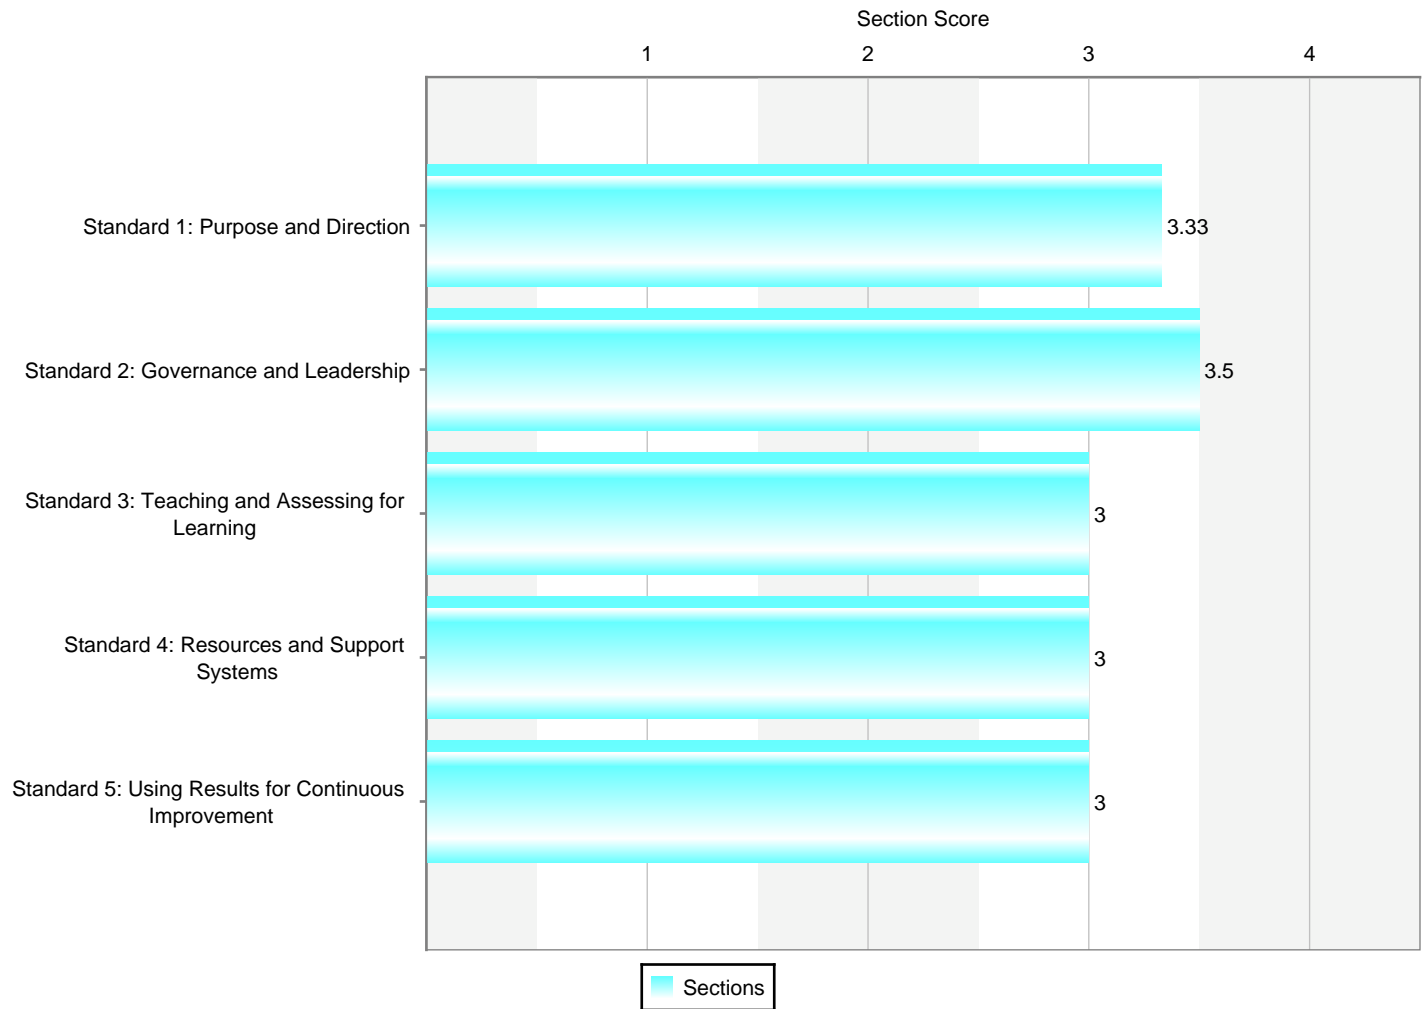 Section Score
1
2
3
4
Standard 1: Purpose and Direction
3.33
Standard 2: Governance and Leadership
3.5
Standard 3: Teaching and Assessing for
Learning
3
Standard 4: Resources and Support
Systems
3
Standard 5: Using Results for Continuous
Improvement
3
Sections